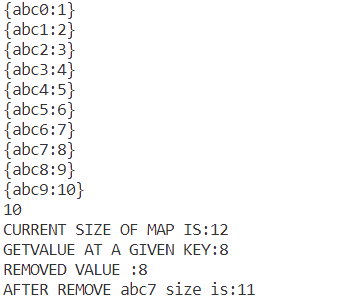 {abc0:1}
{abc1:2}
{abc2:3}
{abc3:4}
{abc4:5}
{abc5:6}
{abc6:7}
{abc7:8}
{abc8:9}
{abc9:10}
10
CURRENT SIZE OF MAP IS:12
GETVALUE AT A GIVEN KEY:8
REMOVED VALUE :8
AFTER REMOVE abc7 size is:11